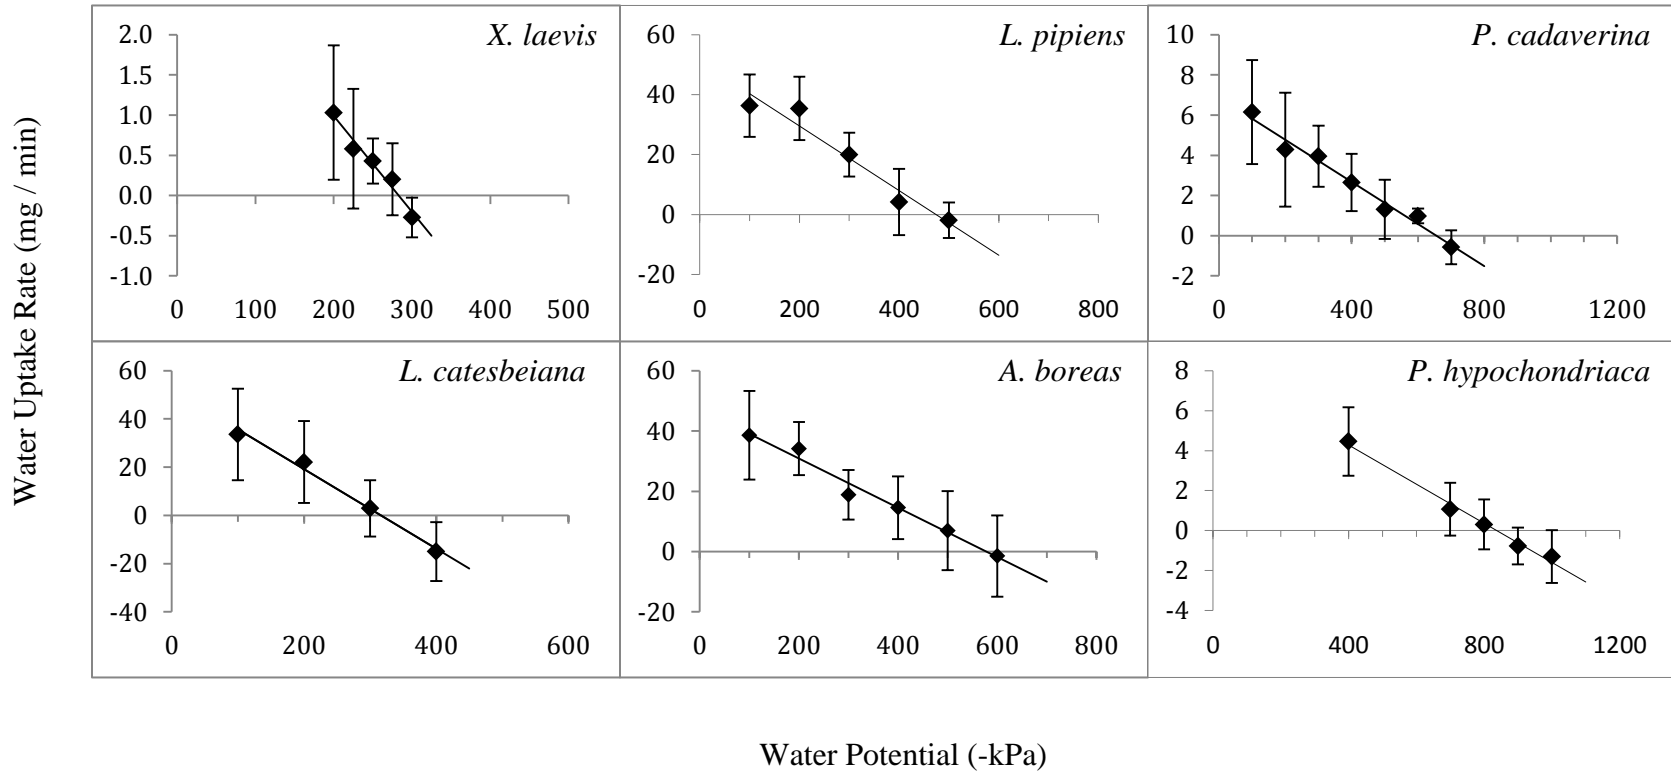 Water Uptake Rate (mg / min)
X. laevis
2.0
1.5
1.0
0.5
0.0
-0.5
-1.0
0 100 200 300 400 500
L. pipiens
60
40
20
0
-20
0 200 400 600 800
P. cadaverina
10
8
6
4
2
0
-2
0 400 800 1200
L. catesbeiana
60
40
20
0
-20
-40
0 200 400 600
A. boreas
60
40
20
0
-20
0 200 400 600 800
P. hypochondriaca
8
6
4
2
0
-2
-4
0 400 800 1200
Water Potential (-kPa)